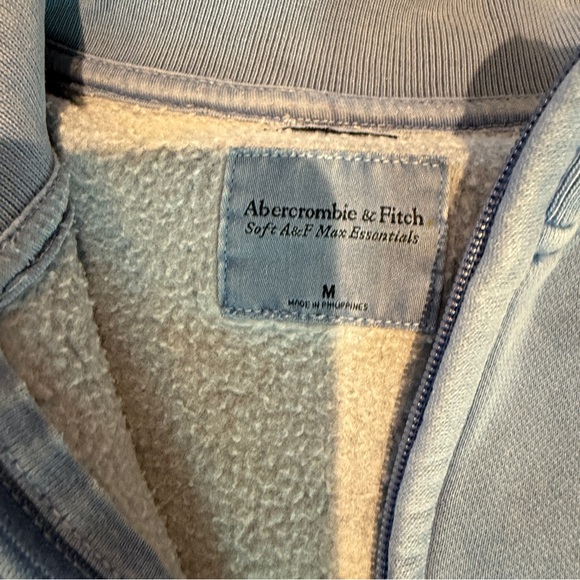 Abercrombie & Fitch
Soft A&F Max Essentials
M
MADE IN PHILIPPINES